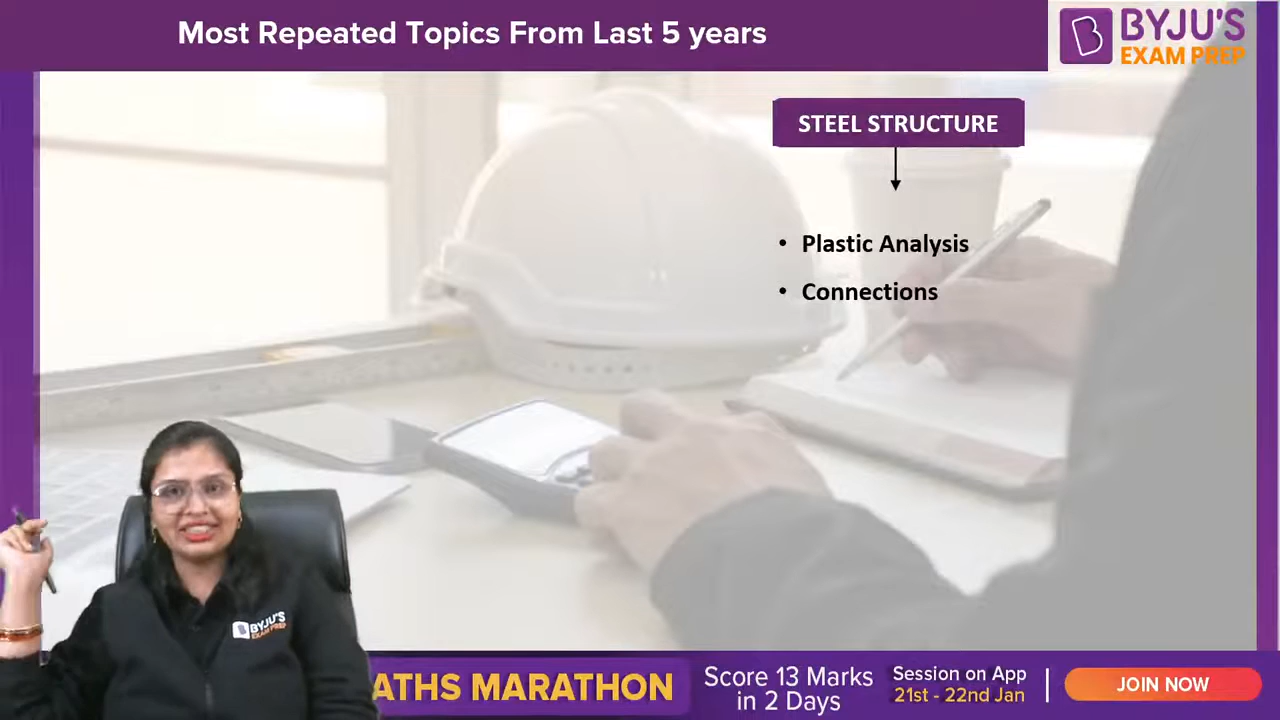 Most Repeated Topics From Last 5 years
BYJU'S
EXAM PREP
STEEL STRUCTURE
• Plastic Analysis
• Connections
BYJU'S
EXAM PREP
ATHS MARATHON
Score 13 Marks
in 2 Days
Session on App
21st - 22nd Jan
JOIN NOW